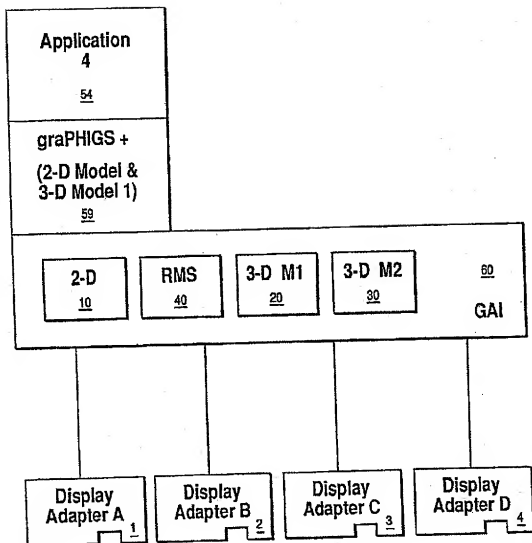 Application
4
54
graPHIGS +
(2-D Model &
3-D Model 1)
59
2-D
10
RMS
40
3-D M1
20
3-D M2
30
60
GAI
Display
Adapter A
1
Display
Adapter B
2
Display
Adapter C
3
Display
Adapter D
4